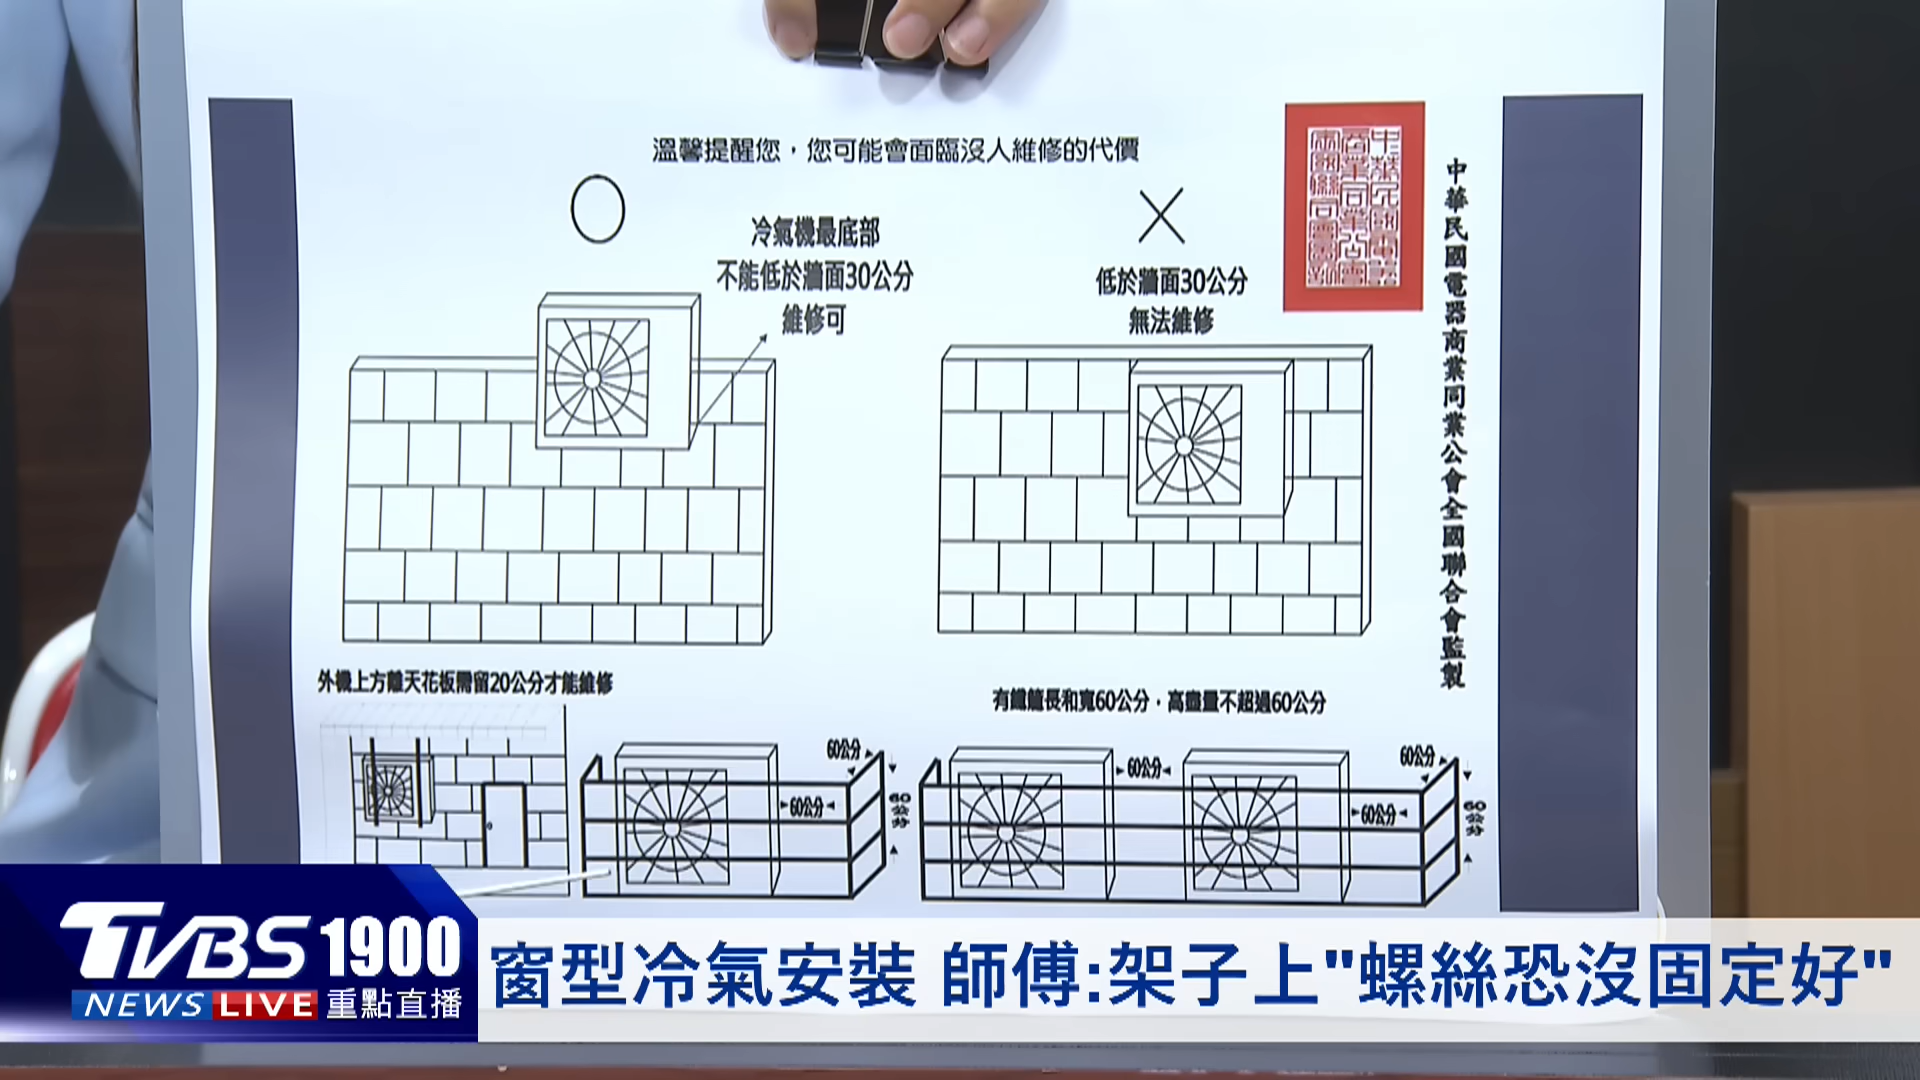 溫馨提醒您，您可能會面臨沒人維修的代價
冷氣機最底部
不能低於牆面30公分
維修可
低於牆面30公分
無法維修
中華民國電器商業同業公會全國聯合會監製
外機上方離天花板需留20公分才能維修
有鐵籠長和寬60公分，高盡量不超過60公分
60公分
60公分
60公分
60公分
60公分
60公分
60公分
TVBS 1900
NEWS LIVE 重點直播
窗型冷氣安裝 師傅:架子上"螺絲恐沒固定好"